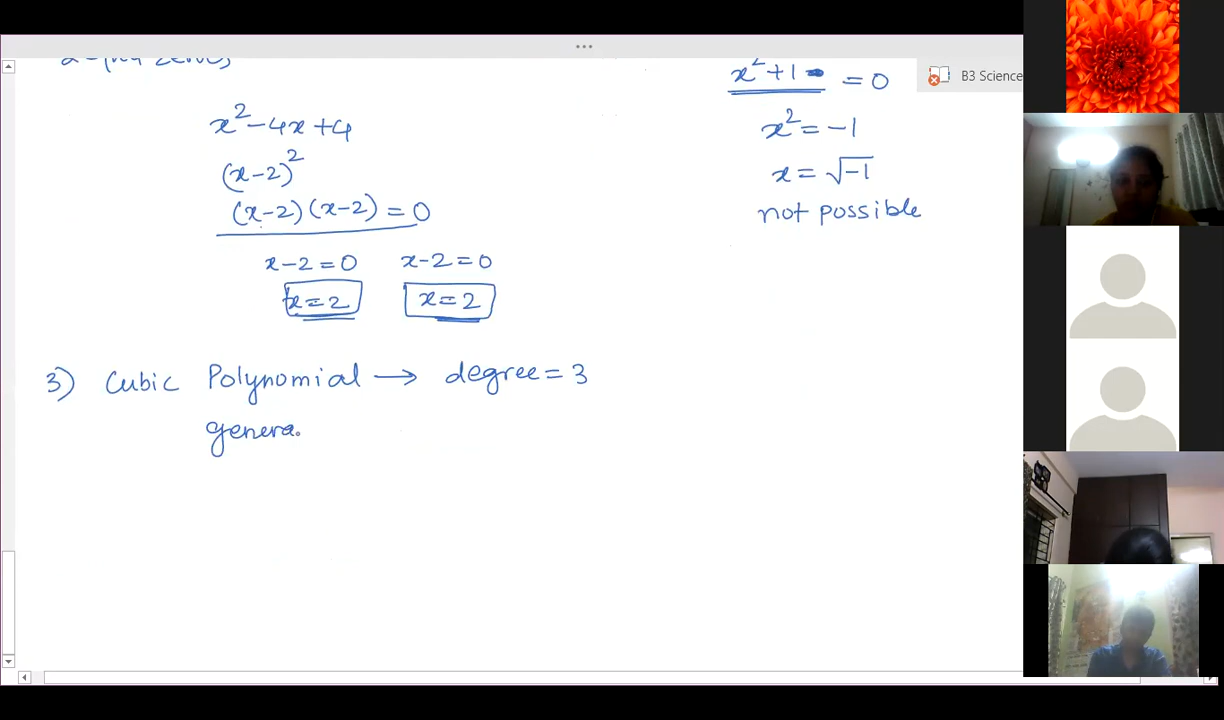 zeroes
x² - 4x + 4
(x-2)²
(x-2)(x-2) = 0
x-2=0 x-2=0
x=2 x=2
x²+1 = 0
x² = -1
x = √-1
not possible
3) Cubic Polynomial → degree = 3
genera
B3 Science